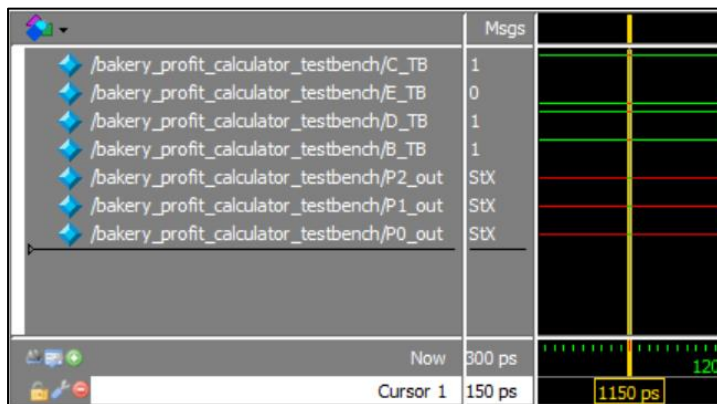 Msgs
/bakery_profit_calculator_testbench/C_TB 1
/bakery_profit_calculator_testbench/E_TB 0
/bakery_profit_calculator_testbench/D_TB 1
/bakery_profit_calculator_testbench/B_TB 1
/bakery_profit_calculator_testbench/P2_out StX
/bakery_profit_calculator_testbench/P1_out StX
/bakery_profit_calculator_testbench/P0_out StX
Now 300 ps 120
Cursor 1 150 ps 1150 ps